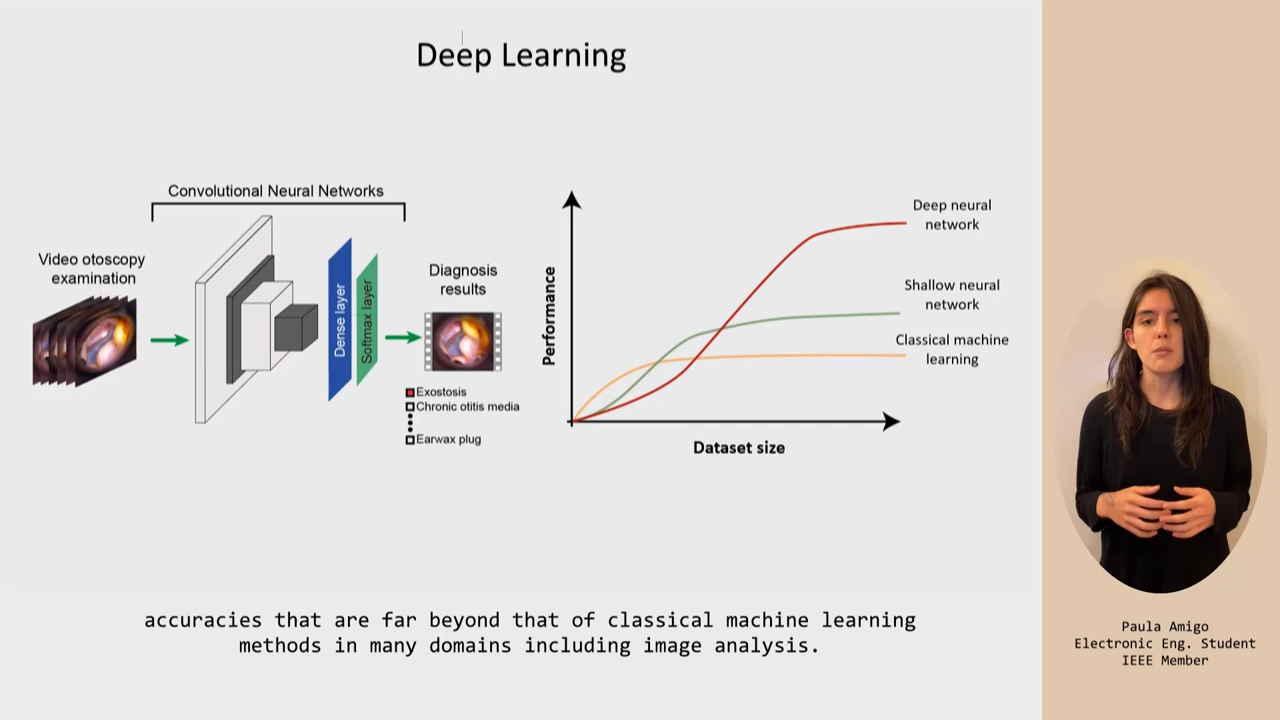 Deep Learning
Convolutional Neural Networks
Video otoscopy
examination
Dense layer
Softmax layer
Diagnosis
results
Exostosis
Chronic otitis media
Earwax plug
Performance
Dataset size
Deep neural
network
Shallow neural
network
Classical machine
learning
accuracies that are far beyond that of classical machine learning
methods in many domains including image analysis.
Paula Amigo
Electronic Eng. Student
IEEE Member